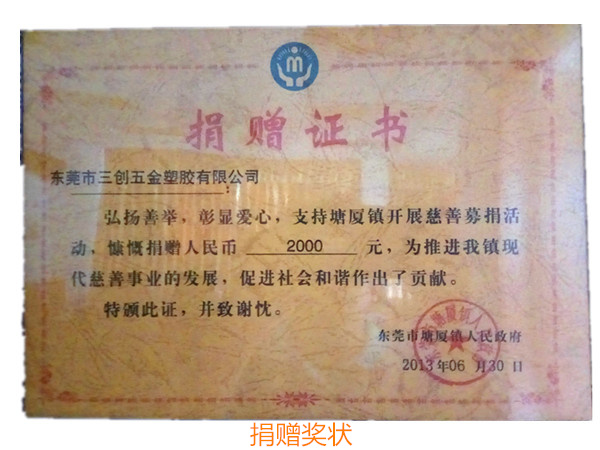 捐赠证书
东莞市三创五金塑胶有限公司:
弘扬善举，彰显爱心，支持塘厦镇开展慈善募捐活
动，慷慨捐赠人民币 2000 元，为推进我镇现
代慈善事业的发展，促进社会和谐作出了贡献。
特颁此证，并致谢忱。
东莞市塘厦镇人民政府
2013年06月30日
捐赠奖状